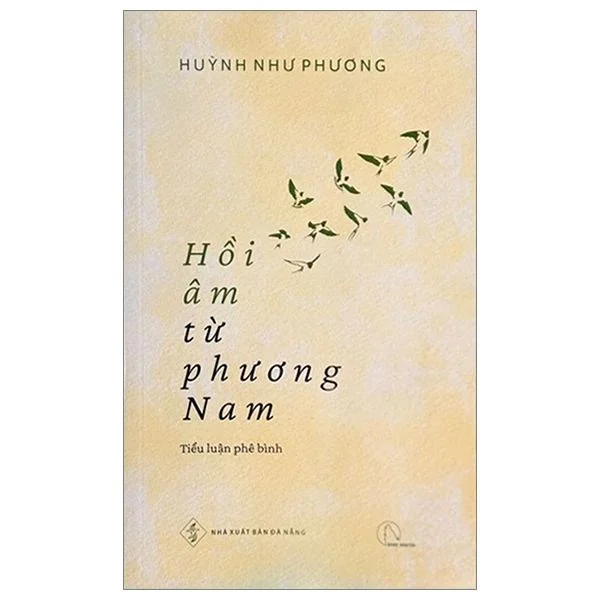 HUỲNH NHƯ PHƯƠNG
Hồi
âm
từ
phương
Nam
Tiểu luận phê bình
NHÀ XUẤT BẢN ĐÀ NẴNG